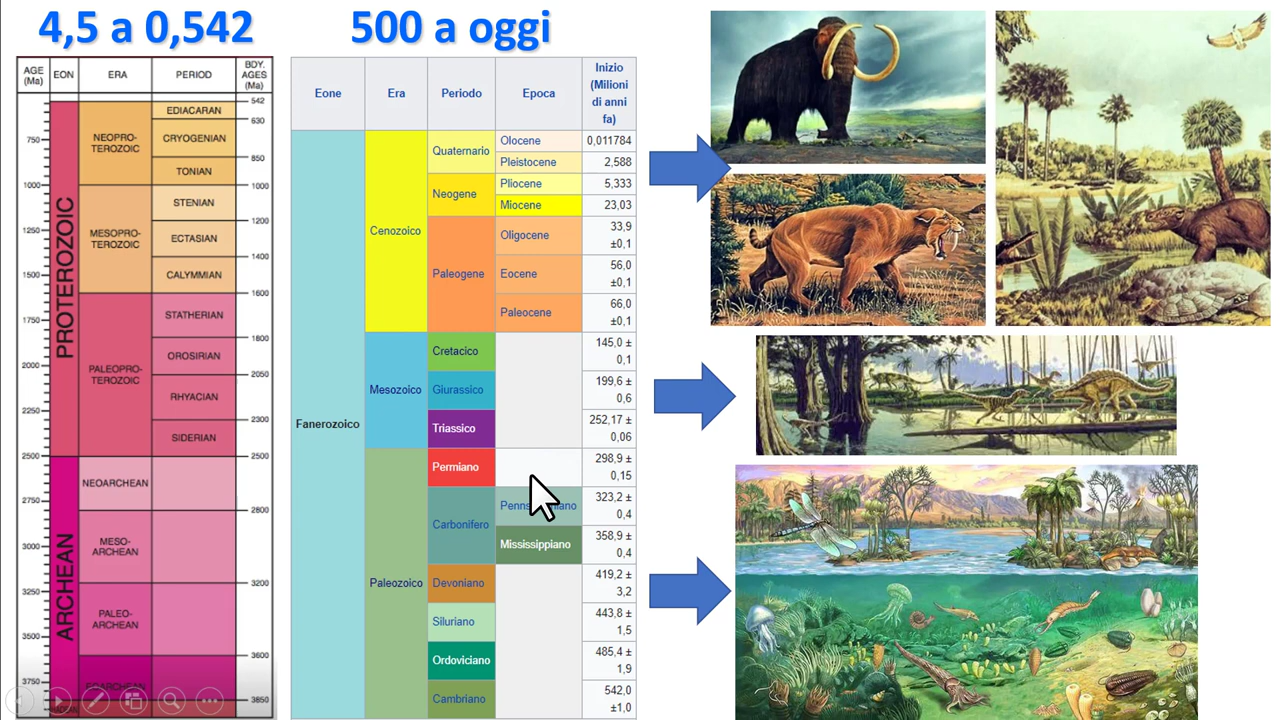 4,5 a 0,542
500 a oggi
AGE (Ma) EON ERA PERIOD BDY. AGES (Ma)
542
EDIACARAN
630
750
NEOPRO-
TEROZOIC
CRYOGENIAN
850
TONIAN
1000
1000
STENIAN
1200
1250
MESOPRO-
TEROZOIC
ECTASIAN
1400
1500
CALYMMIAN
1600
PROTEROZOIC
1750
STATHERIAN
1800
2000
PALEOPRO-
TEROZOIC
OROSIRIAN
2050
RHYACIAN
2250
2300
SIDERIAN
2500
2500
NEOARCHEAN
2750
2800
3000
MESO-
ARCHEAN
3200
ARCHEAN
3250
PALEO-
ARCHEAN
3500
3600
3750
EOARCHEAN
3850
Eone Era Periodo Epoca Inizio
(Milioni
di anni
fa)
Fanerozoico
Cenozoico
Quaternario
Olocene 0,011784
Pleistocene 2,588
Neogene
Pliocene 5,333
Miocene 23,03
Paleogene
Oligocene 33,9
±0,1
Eocene 56,0
±0,1
Paleocene 66,0
±0,1
Mesozoico
Cretacico 145,0 ±
0,1
Giurassico 199,6 ±
0,6
Triassico 252,17 ±
0,06
Paleozoico
Permiano 298,9 ±
0,15
Carbonifero
323,2 ±
0,4
Mississippiano 358,9 ±
0,4
Devoniano 419,2 ±
3,2
Siluriano 443,8 ±
1,5
Ordoviciano 485,4 ±
1,9
Cambriano 542,0
±1,0